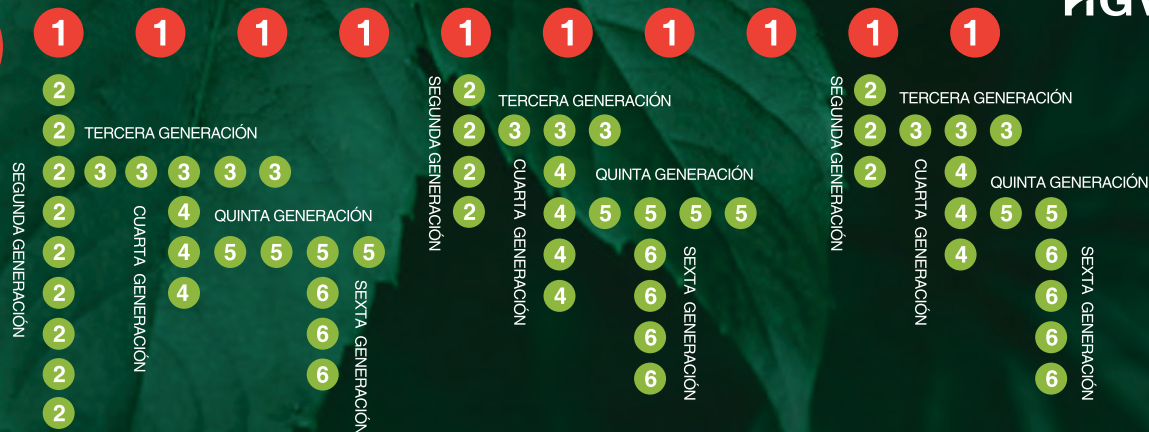 1 1 1 1 1 1 1 1 1 1
2 2 2 2 2 2 2 2 2
SEGUNDA GENERACIÓN
TERCERA GENERACIÓN
3 3 3 3 3
CUARTA GENERACIÓN
4 4 4
QUINTA GENERACIÓN
5 5 5 5
6 6 6
SEXTA GENERACIÓN
SEGUNDA GENERACIÓN
2 2 2 2
TERCERA GENERACIÓN
3 3 3
CUARTA GENERACIÓN
4 4 4 4
QUINTA GENERACIÓN
5 5 5 5
6 6 6 6
SEXTA GENERACIÓN
SEGUNDA GENERACIÓN
2 2 2
TERCERA GENERACIÓN
3 3 3
CUARTA GENERACIÓN
4 4 4
QUINTA GENERACIÓN
5 5
6 6 6 6
SEXTA GENERACIÓN